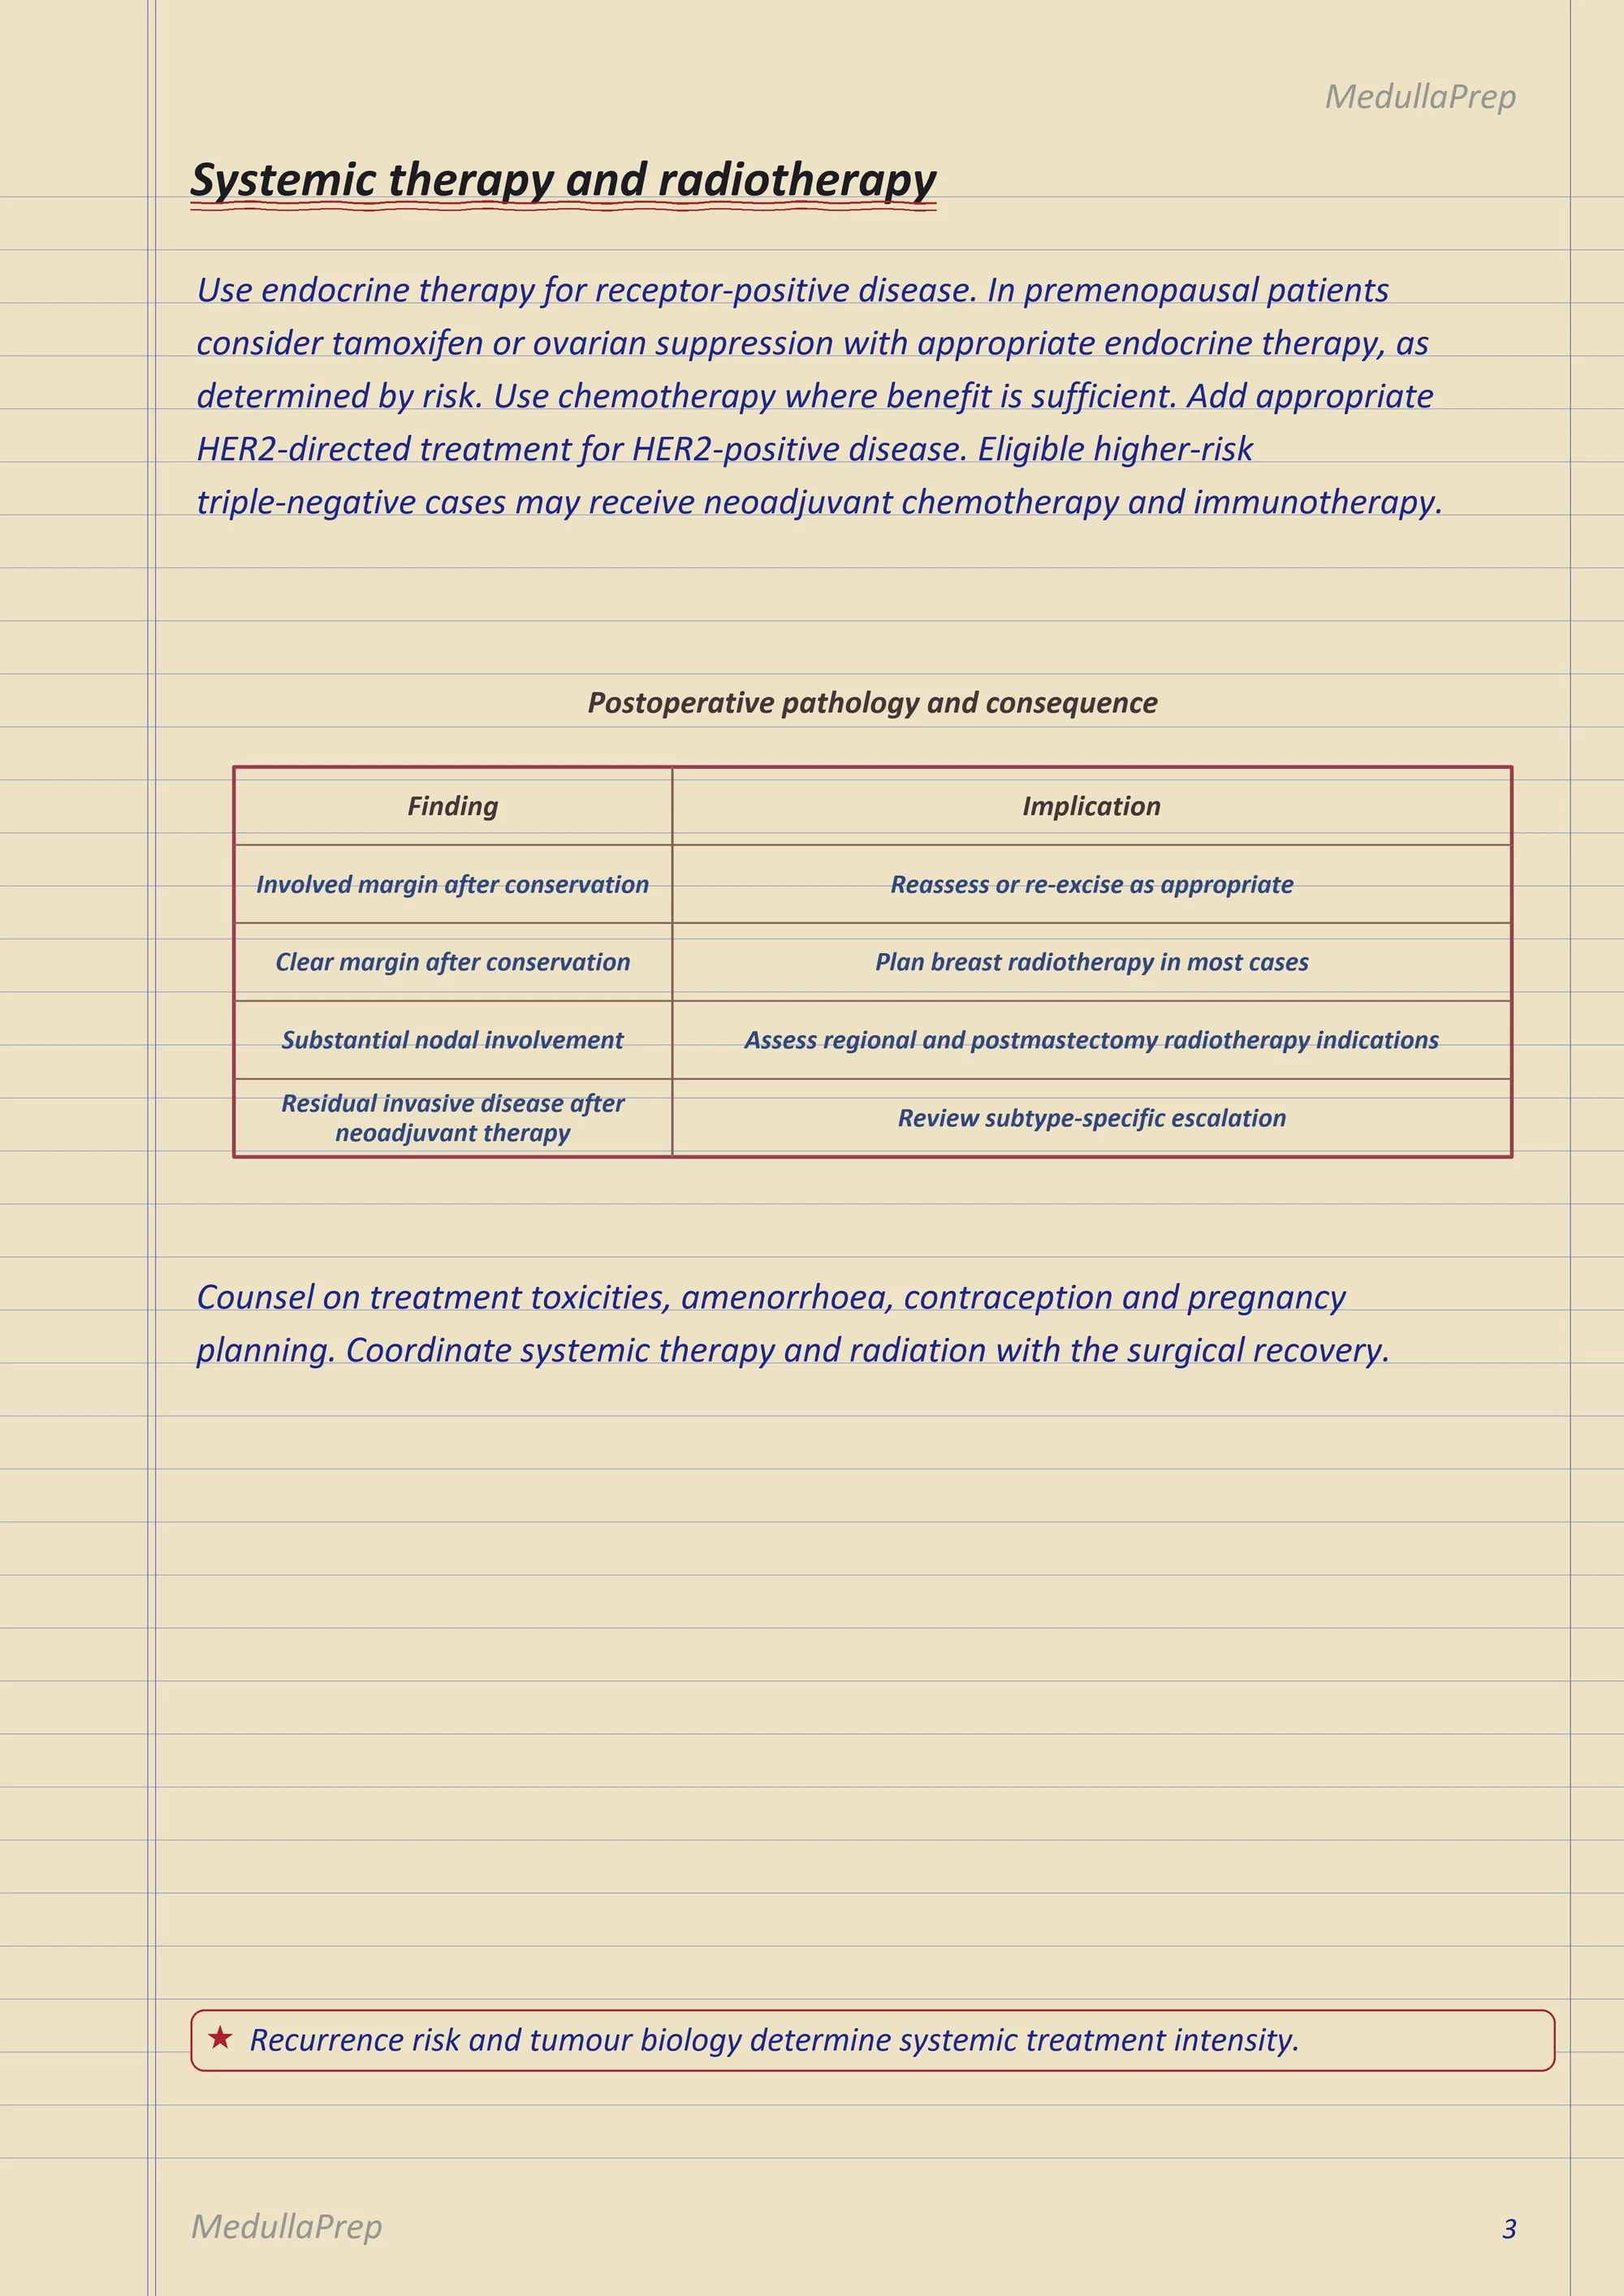 MedullaPrep
Systemic therapy and radiotherapy
Use endocrine therapy for receptor-positive disease. In premenopausal patients
consider tamoxifen or ovarian suppression with appropriate endocrine therapy, as
determined by risk. Use chemotherapy where benefit is sufficient. Add appropriate
HER2-directed treatment for HER2-positive disease. Eligible higher-risk
triple-negative cases may receive neoadjuvant chemotherapy and immunotherapy.
Postoperative pathology and consequence
Finding Implication
Involved margin after conservation Reassess or re-excise as appropriate
Clear margin after conservation Plan breast radiotherapy in most cases
Substantial nodal involvement Assess regional and postmastectomy radiotherapy indications
Residual invasive disease after
neoadjuvant therapy Review subtype-specific escalation
Counsel on treatment toxicities, amenorrhoea, contraception and pregnancy
planning. Coordinate systemic therapy and radiation with the surgical recovery.
★ Recurrence risk and tumour biology determine systemic treatment intensity.
MedullaPrep 3